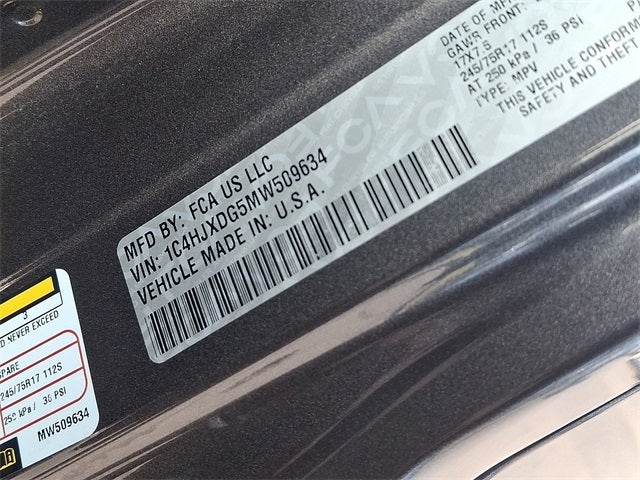 MFD BY: FCA US LLC
VIN: 1C4HJXDG5MW509634
VEHICLE MADE IN: U.S.A.
DATE OF MF
GAWR FRONT:
17X7.5
245/75R17 112S
AT 250 kPa / 36 PSI
TYPE: MPV
THIS VEHICLE CONFORM
SAFETY AND THEF
3
D NEVER EXCEED
SPARE
245/75R17 112S
250 kPa / 36 PSI
MW509634